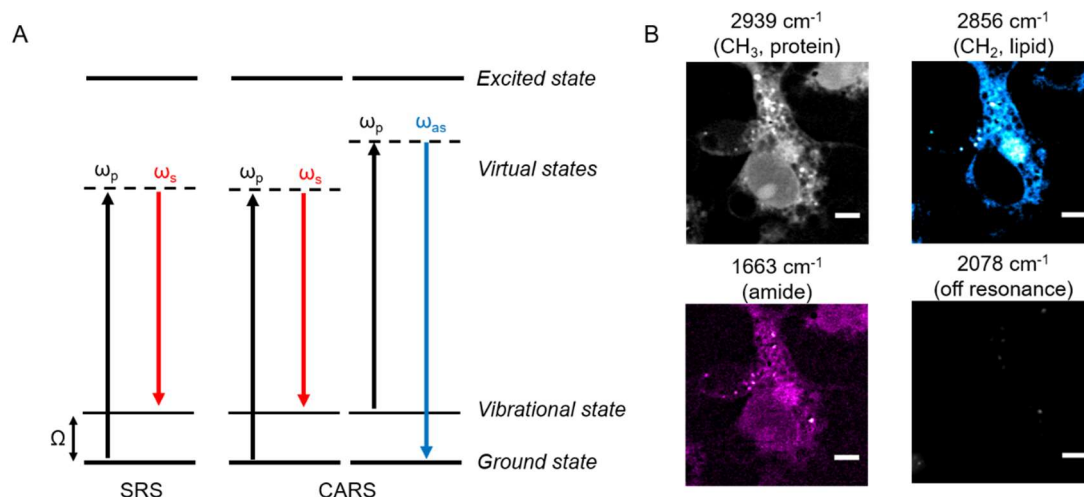 A
Excited state
ωp ωas
Virtual states
ωp ωs ωp ωs
Vibrational state
Ω
Ground state
SRS CARS
B
2939 cm-1
(CH3, protein)
2856 cm-1
(CH2, lipid)
1663 cm-1
(amide)
2078 cm-1
(off resonance)